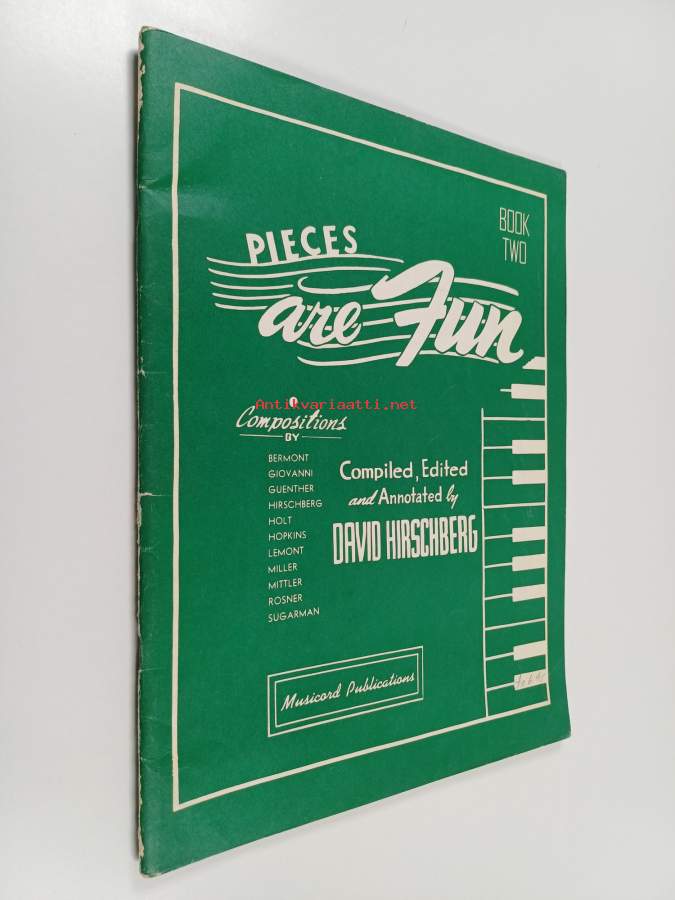 BOOK
TWO
PIECES
are Fun
Antikvariaatti.net
Compositions
BY
BERMONT
GIOVANNI
GUENTHER
HIRSCHBERG
HOLT
HOPKINS
LEMONT
MILLER
MITTLER
ROSNER
SUGARMAN
Compiled, Edited
and Annotated by
DAVID HIRSCHBERG
Musicord Publications